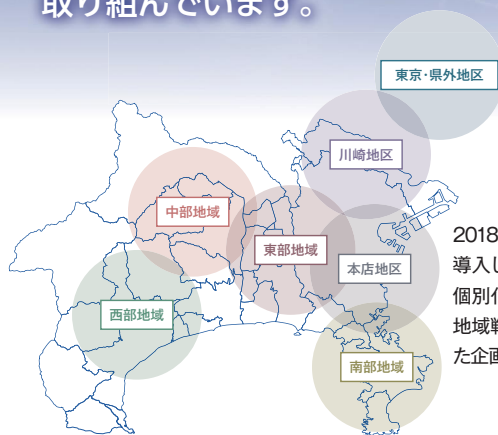 取り組んでいます。
東京・県外地区
川崎地区
中部地域
東部地域
本店地区
西部地域
南部地域
2018
導入し
個別化
地域戦
た企画